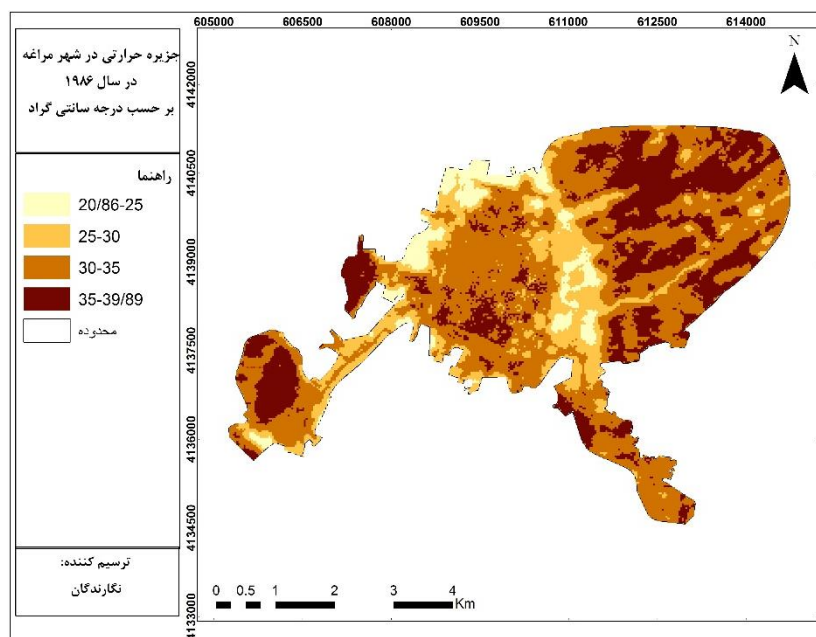 605000 606500 608000 609500 611000 612500 614000
جزیره حرارتی در شهر مراغه
در سال ۱۹۸۶
بر حسب درجه سانتی گراد
N
راهنما
20/86-25
25-30
30-35
35-39/89
محدوده
4142000
4140500
4139000
4137500
4136000
4134500
4133000
ترسیم کننده:
نگارندگان
0 0.5 1 2 3 4
Km